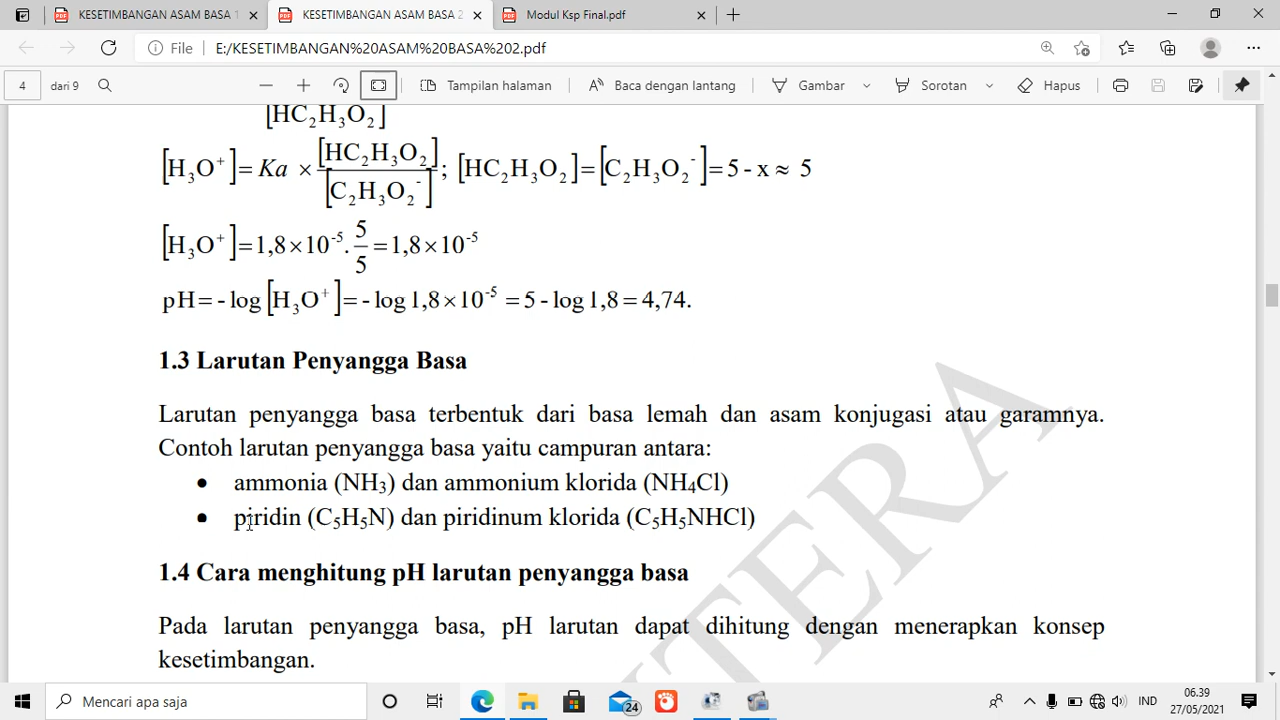 KESETIMBANGAN ASAM BASA 1
KESETIMBANGAN ASAM BASA 2
Modul Ksp Final.pdf
File
E:/KESETIMBANGAN%20ASAM%20BASA%202.pdf
4 dari 9
Tampilan halaman
Baca dengan lantang
Gambar
Sorotan
Hapus
[HC₂H₃O₂]
[H₃O⁺] = Ka × [HC₂H₃O₂] / [C₂H₃O₂⁻] ; [HC₂H₃O₂] = [C₂H₃O₂⁻] = 5 - x ≈ 5
[H₃O⁺] = 1,8×10⁻⁵ . 5/5 = 1,8×10⁻⁵
pH = - log [H₃O⁺] = - log 1,8×10⁻⁵ = 5 - log 1,8 = 4,74.
1.3 Larutan Penyangga Basa
Larutan penyangga basa terbentuk dari basa lemah dan asam konjugasi atau garamnya.
Contoh larutan penyangga basa yaitu campuran antara:
• ammonia (NH₃) dan ammonium klorida (NH₄Cl)
• piridin (C₅H₅N) dan piridinum klorida (C₅H₅NHCl)
1.4 Cara menghitung pH larutan penyangga basa
Pada larutan penyangga basa, pH larutan dapat dihitung dengan menerapkan konsep
kesetimbangan.
TERA
Mencari apa saja
24
IND
06.39
27/05/2021